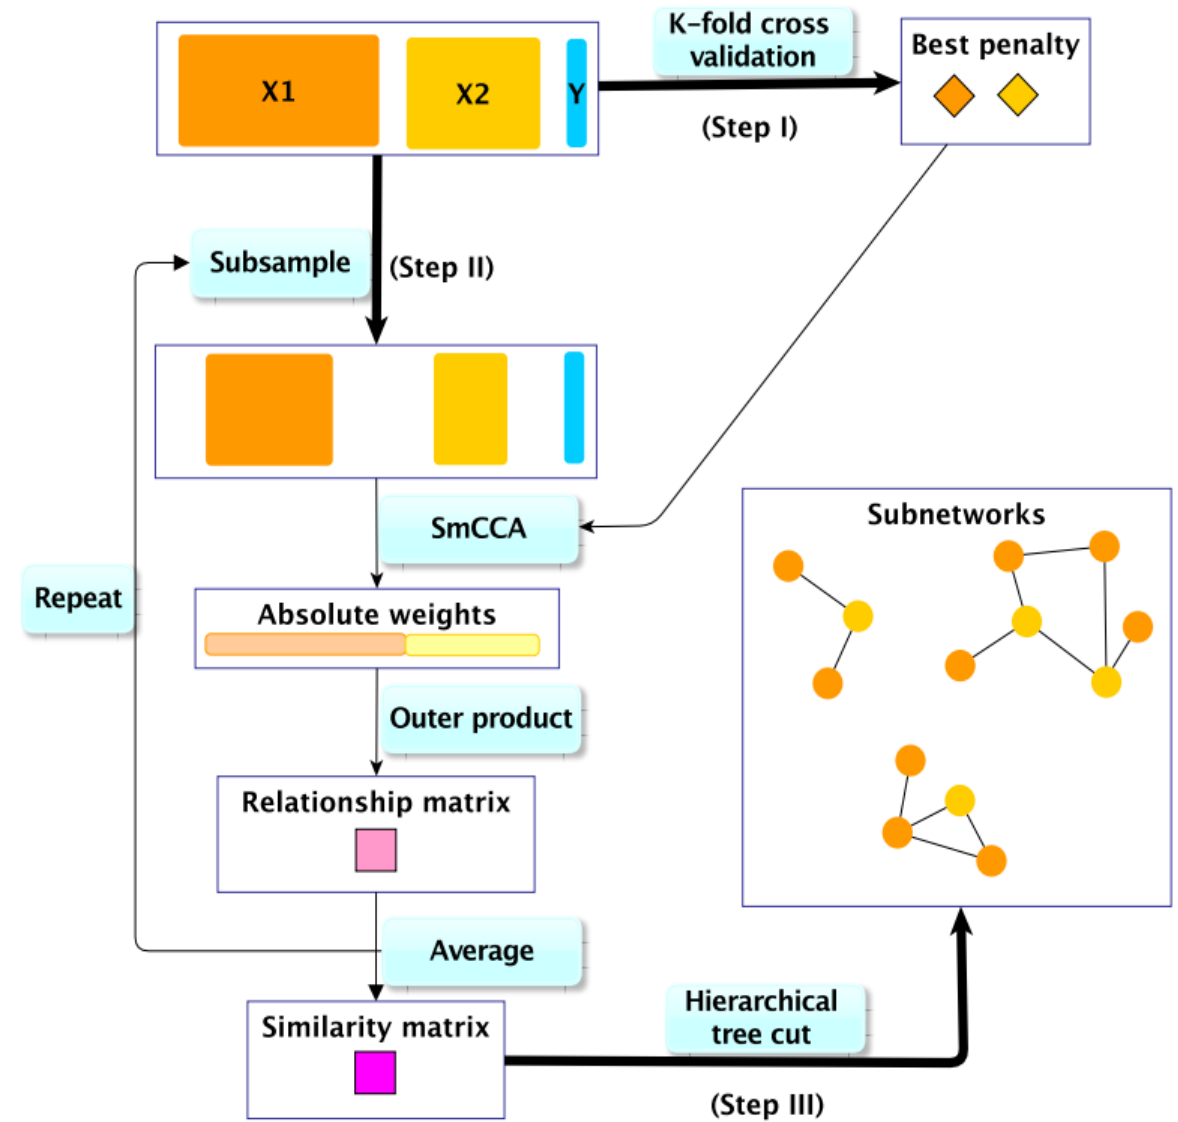 X1
X2
Y
K-fold cross
validation
(Step I)
Best penalty
Subsample
(Step II)
SmCCA
Subnetworks
Repeat
Absolute weights
Outer product
Relationship matrix
Average
Similarity matrix
Hierarchical
tree cut
(Step III)